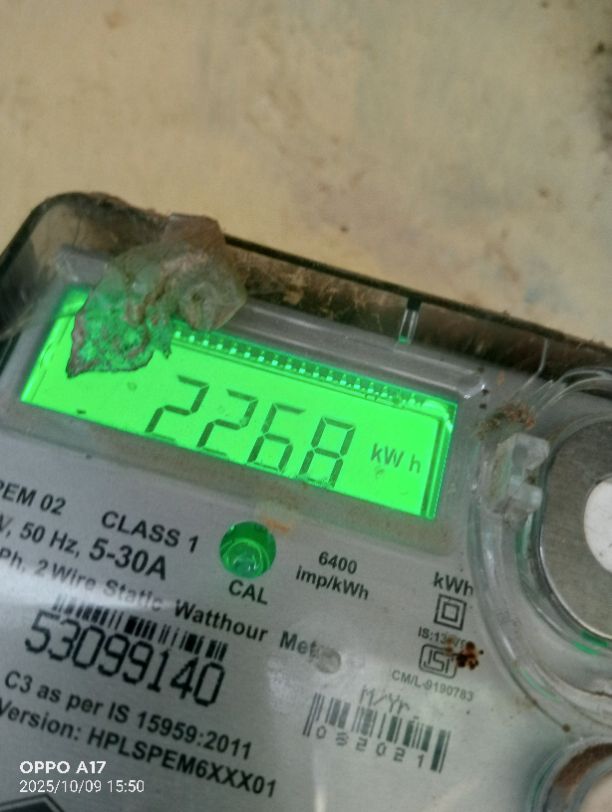 2268 kWh
PEM 02
CLASS 1
V, 50 Hz, 5-30A
CAL
6400
imp/kWh
kWh
Ph, 2 Wire Static Watthour
53099140
ISI
CM/L-9190783
C3 as per IS 15959:2011
M/Yr
052021
Version: HPLSPEM6XXX01
OPPO A17
2025/10/09 15:50